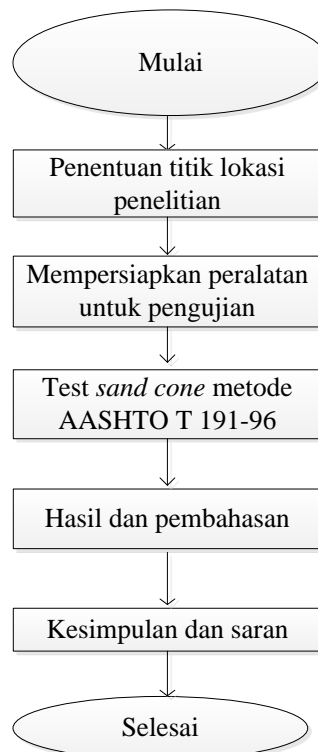 Mulai
Penentuan titik lokasi
penelitian
Mempersiapkan peralatan
untuk pengujian
Test sand cone metode
AASHTO T 191-96
Hasil dan pembahasan
Kesimpulan dan saran
Selesai